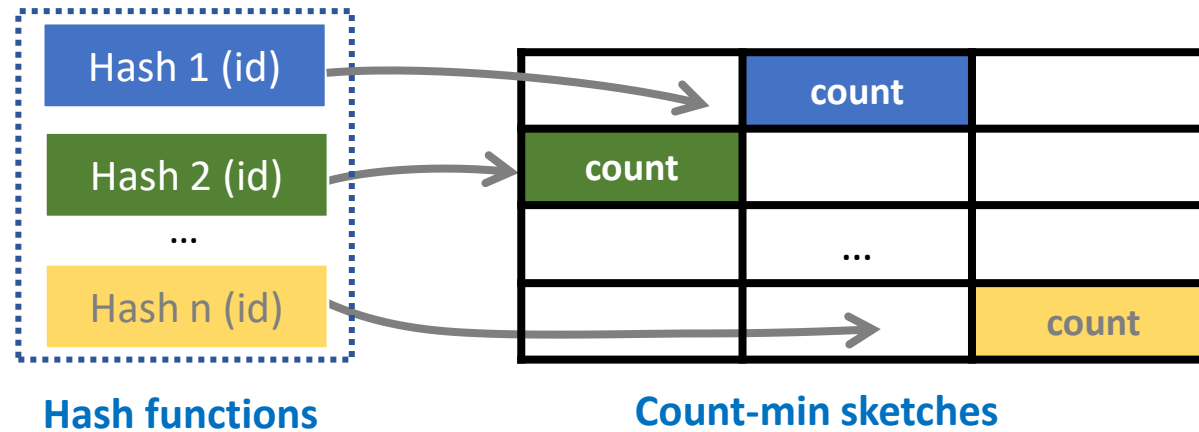 Hash 1 (id)
count
Hash 2 (id)
count
...
...
Hash n (id)
count
Hash functions
Count-min sketches